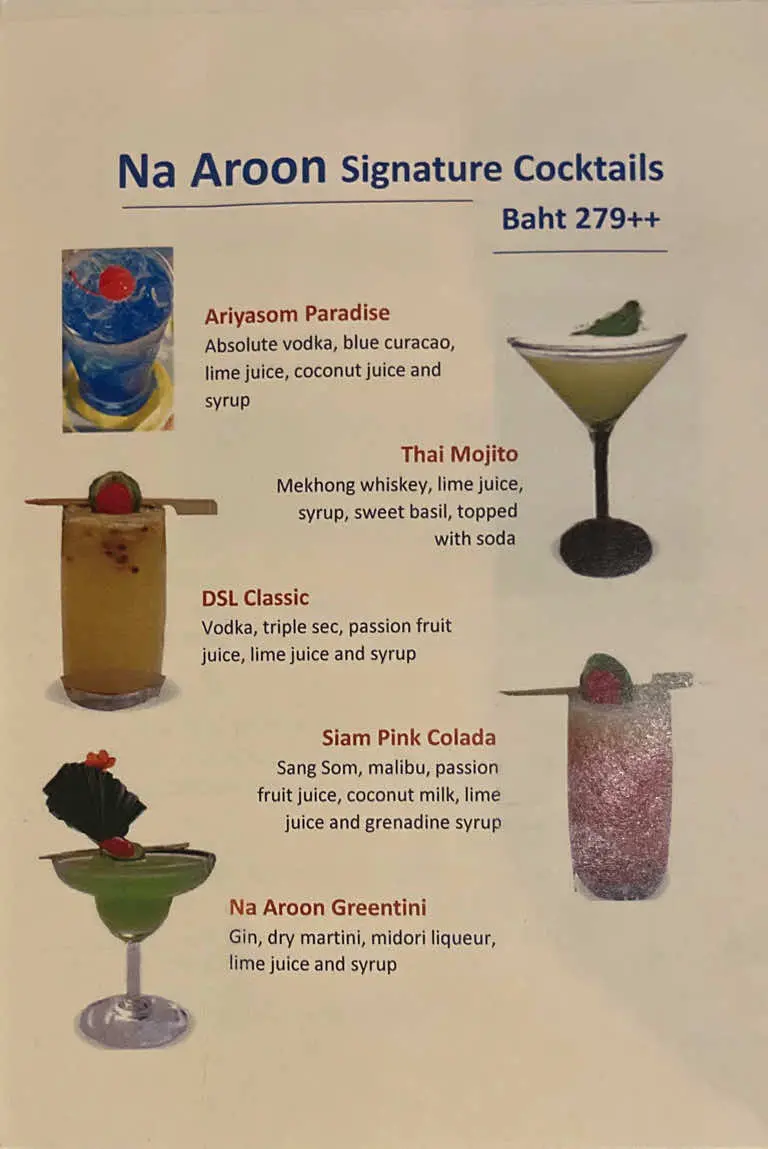 Na Aroon Signature Cocktails
Baht 279++
Ariyasom Paradise
Absolute vodka, blue curacao,
lime juice, coconut juice and
syrup
Thai Mojito
Mekhong whiskey, lime juice,
syrup, sweet basil, topped
with soda
DSL Classic
Vodka, triple sec, passion fruit
juice, lime juice and syrup
Siam Pink Colada
Sang Som, malibu, passion
fruit juice, coconut milk, lime
juice and grenadine syrup
Na Aroon Greentini
Gin, dry martini, midori liqueur,
lime juice and syrup